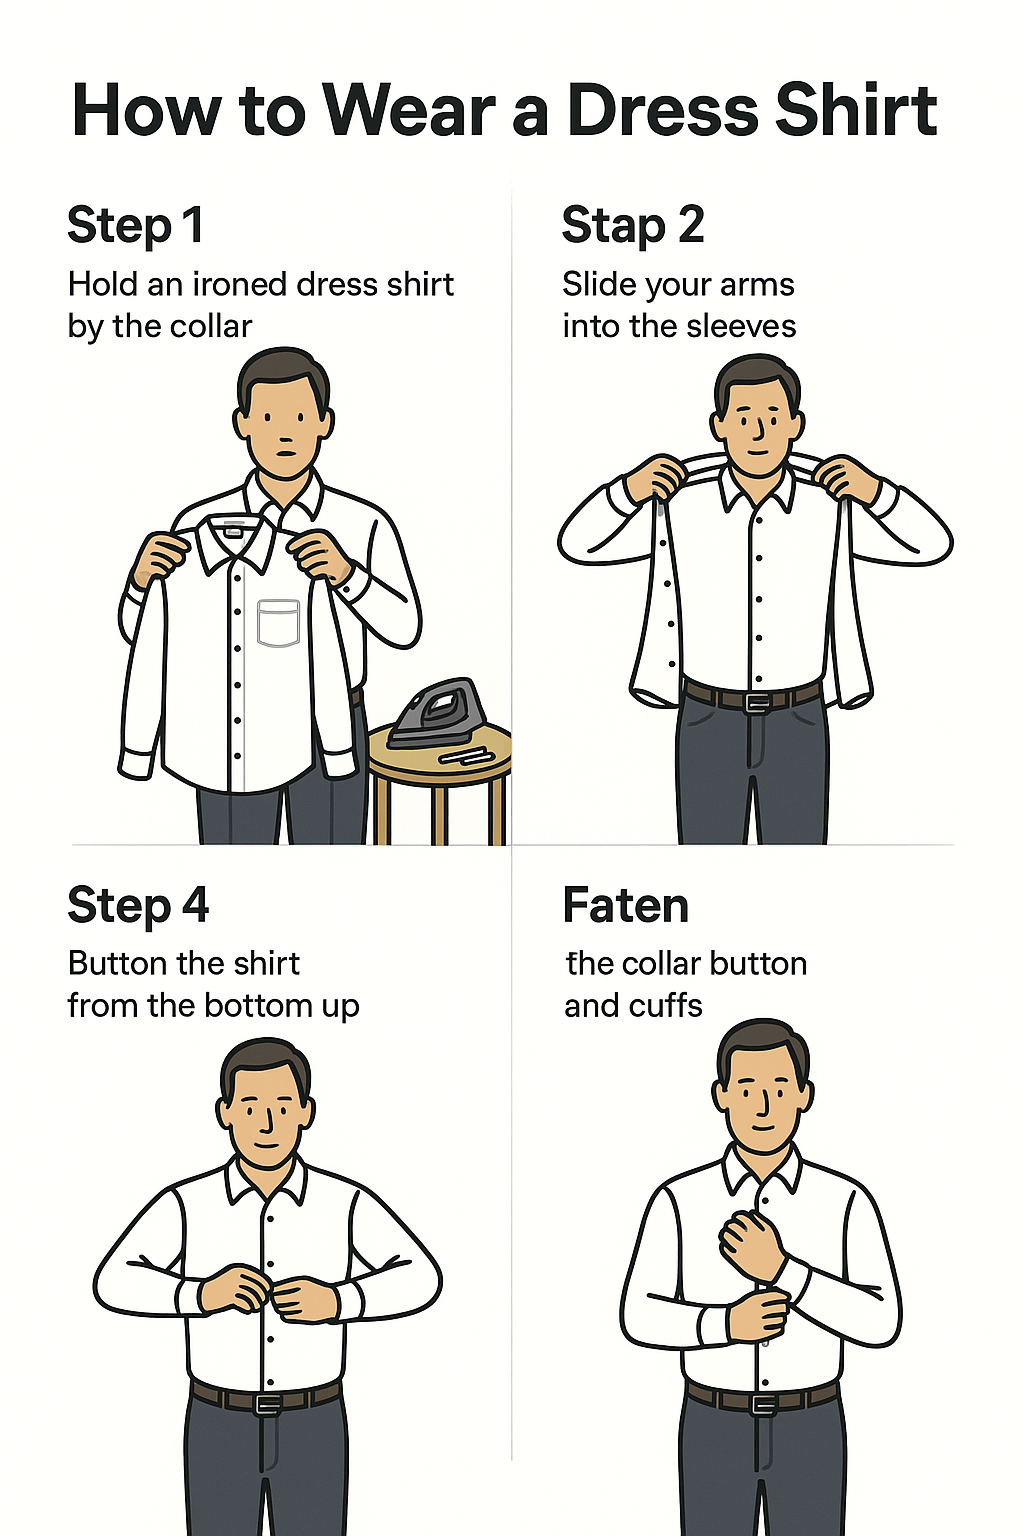 How to Wear a Dress Shirt
Step 1
Hold an ironed dress shirt
by the collar
Stap 2
Slide your arms
into the sleeves
Step 4
Button the shirt
from the bottom up
Faten
the collar button
and cuffs